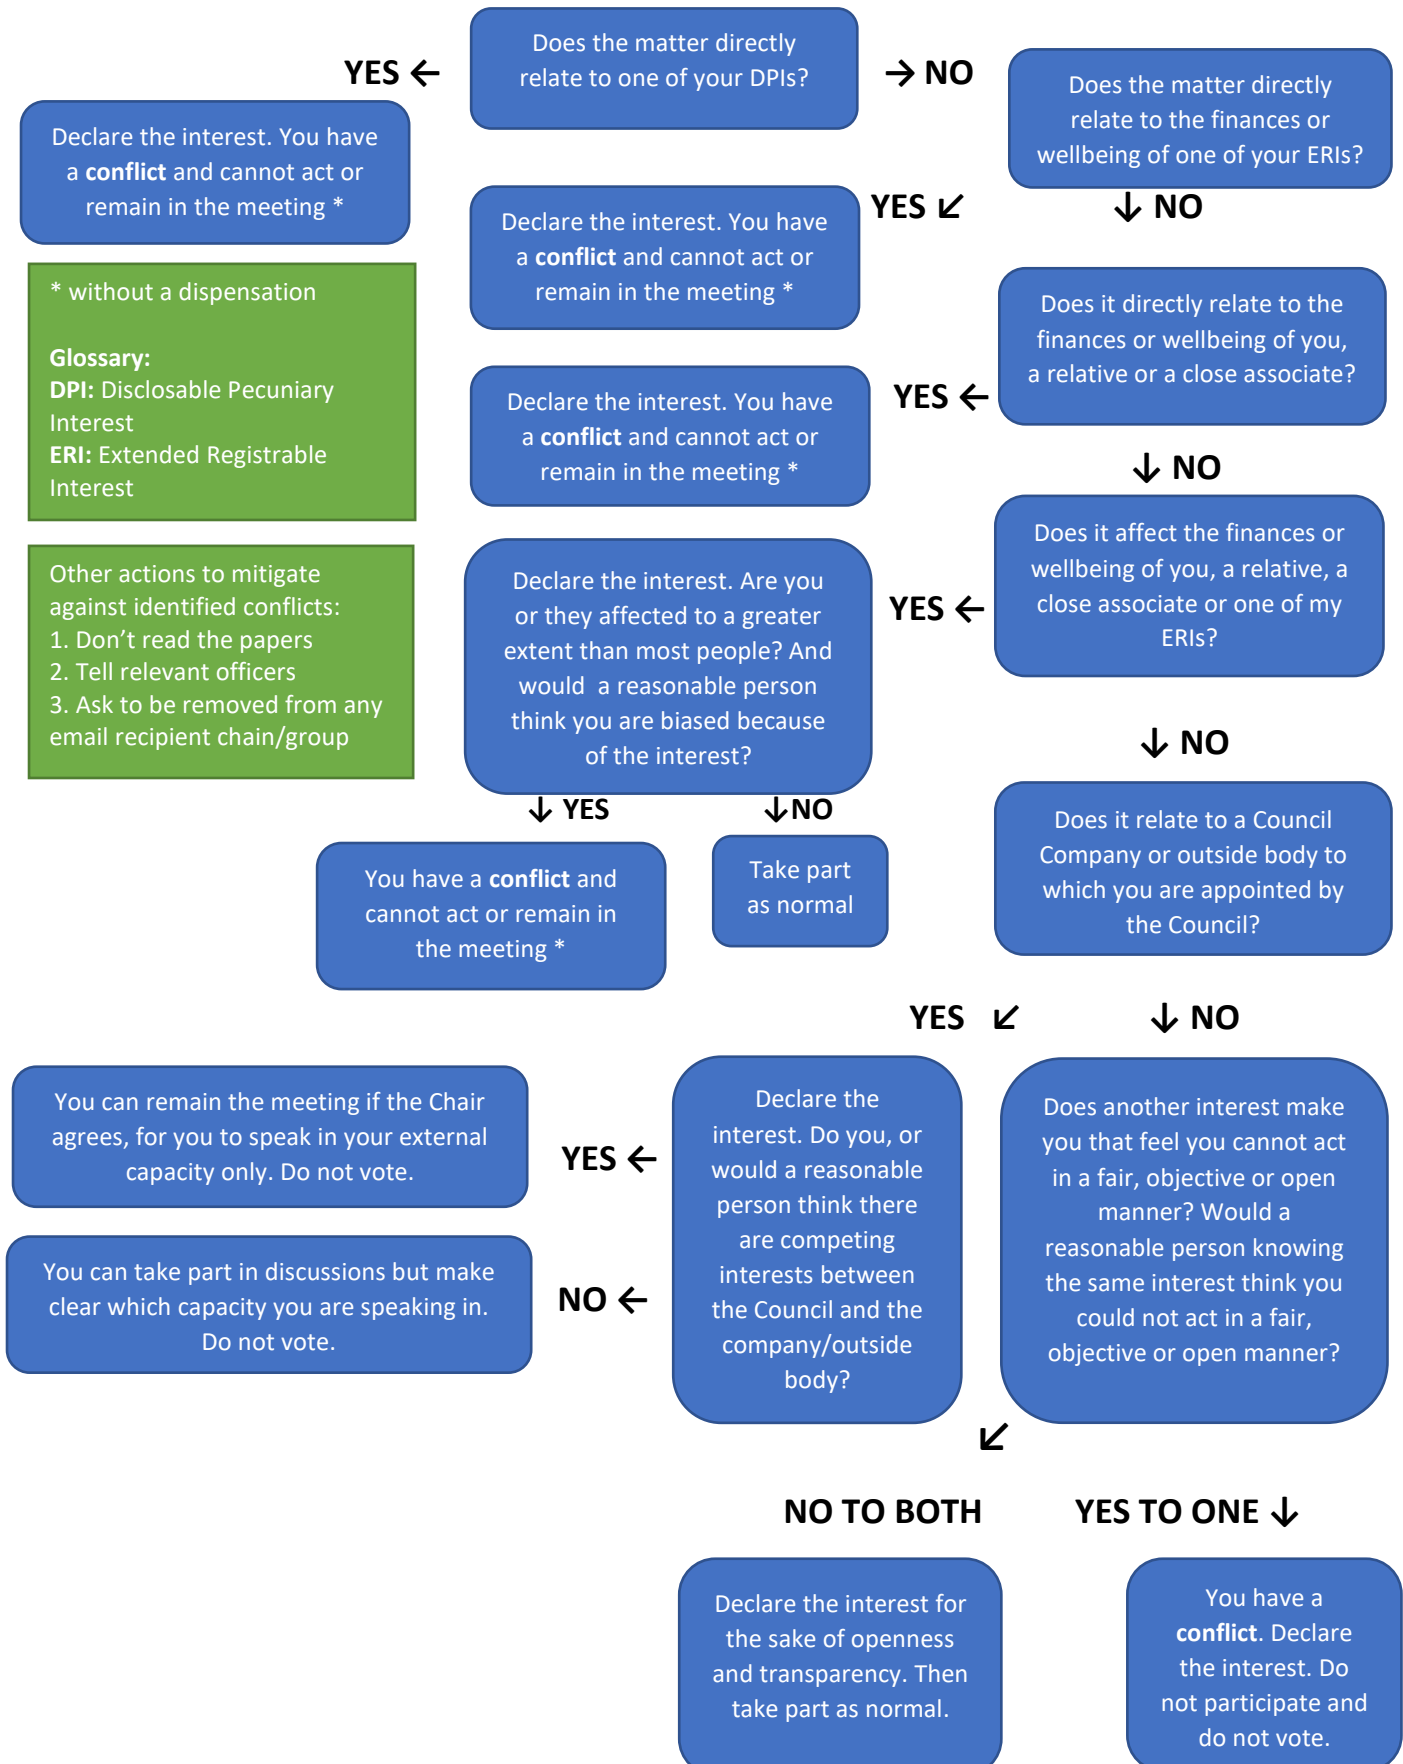 Does the matter directly
relate to one of your DPIs?
YES ←
→ NO
Declare the interest. You have
a conflict and cannot act or
remain in the meeting *
Does the matter directly
relate to the finances or
wellbeing of one of your ERIs?
YES ↙
↓ NO
Declare the interest. You have
a conflict and cannot act or
remain in the meeting *
* without a dispensation
Glossary:
DPI: Disclosable Pecuniary
Interest
ERI: Extended Registrable
Interest
Does it directly relate to the
finances or wellbeing of you,
a relative or a close associate?
YES ←
↓ NO
Declare the interest. You have
a conflict and cannot act or
remain in the meeting *
Does it affect the finances or
wellbeing of you, a relative, a
close associate or one of my
ERIs?
YES ←
↓ NO
Declare the interest. Are you
or they affected to a greater
extent than most people? And
would  a reasonable person
think you are biased because
of the interest?
Other actions to mitigate
against identified conflicts:
1. Don’t read the papers
2. Tell relevant officers
3. Ask to be removed from any
email recipient chain/group
↓ YES
↓NO
You have a conflict and
cannot act or remain in
the meeting *
Take part
as normal
Does it relate to a Council
Company or outside body to
which you are appointed by
the Council?
YES ↙
↓ NO
Declare the
interest. Do you, or
would a reasonable
person think there
are competing
interests between
the Council and the
company/outside
body?
YES ←
You can remain the meeting if the Chair
agrees, for you to speak in your external
capacity only. Do not vote.
NO ←
You can take part in discussions but make
clear which capacity you are speaking in.
Do not vote.
Does another interest make
you that feel you cannot act
in a fair, objective or open
manner? Would a
reasonable person knowing
the same interest think you
could not act in a fair,
objective or open manner?
↙
NO TO BOTH
YES TO ONE ↓
Declare the interest for
the sake of openness
and transparency. Then
take part as normal.
You have a
conflict. Declare
the interest. Do
not participate and
do not vote.